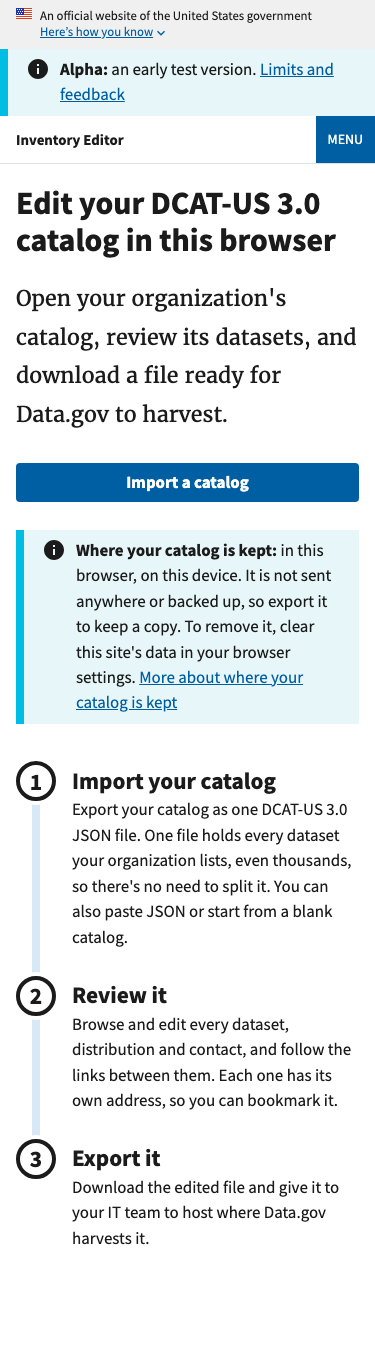 An official website of the United States government
Here's how you know
Alpha: an early test version. Limits and
feedback
Inventory Editor
MENU
Edit your DCAT-US 3.0
catalog in this browser
Open your organization's
catalog, review its datasets, and
download a file ready for
Data.gov to harvest.
Import a catalog
Where your catalog is kept: in this
browser, on this device. It is not sent
anywhere or backed up, so export it
to keep a copy. To remove it, clear
this site's data in your browser
settings. More about where your
catalog is kept
1 Import your catalog
Export your catalog as one DCAT-US 3.0
JSON file. One file holds every dataset
your organization lists, even thousands,
so there's no need to split it. You can
also paste JSON or start from a blank
catalog.
2 Review it
Browse and edit every dataset,
distribution and contact, and follow the
links between them. Each one has its
own address, so you can bookmark it.
3 Export it
Download the edited file and give it to
your IT team to host where Data.gov
harvests it.